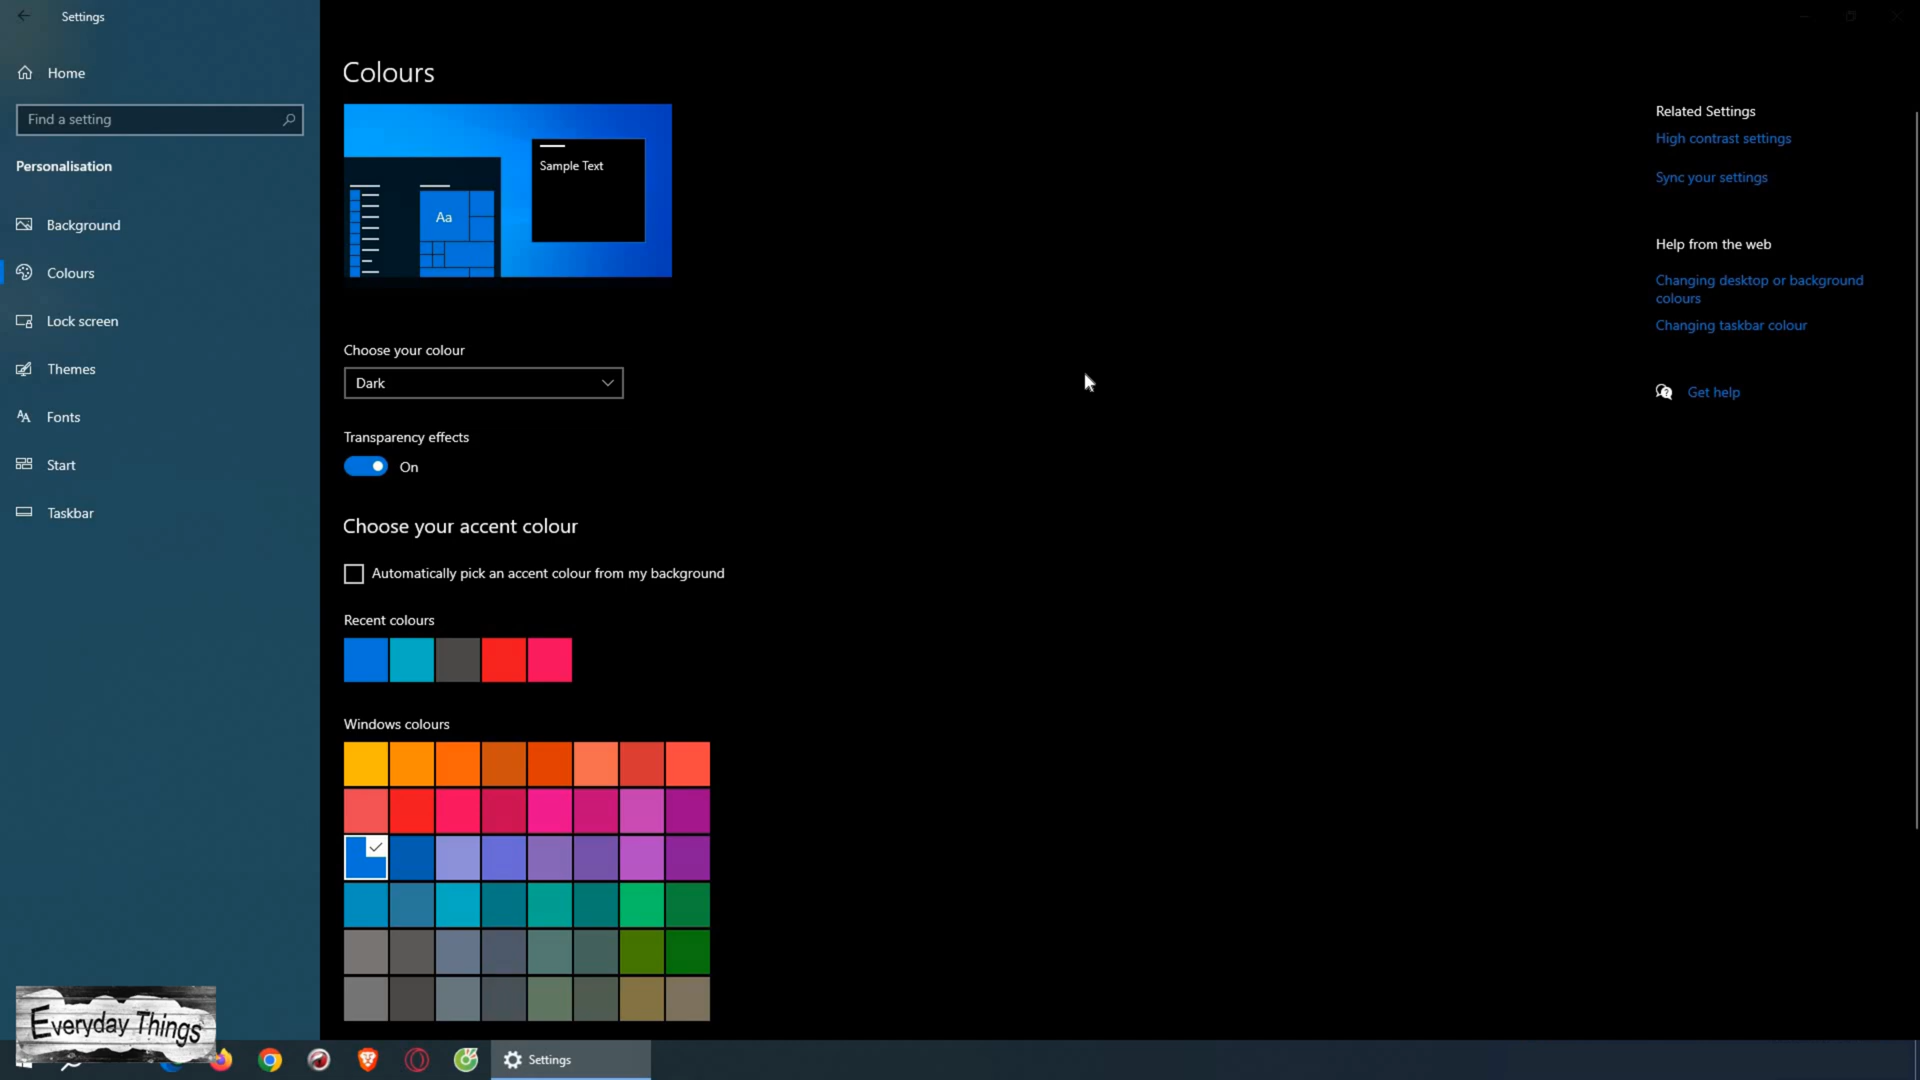 Settings
Home
Find a setting
Personalisation
Background
Colours
Lock screen
Themes
Fonts
Start
Taskbar
Colours
Sample Text
Aa
Choose your colour
Dark
Transparency effects
On
Choose your accent colour
Automatically pick an accent colour from my background
Recent colours
Windows colours
Related Settings
High contrast settings
Sync your settings
Help from the web
Changing desktop or background
colours
Changing taskbar colour
Get help
Everyday Things
Settings